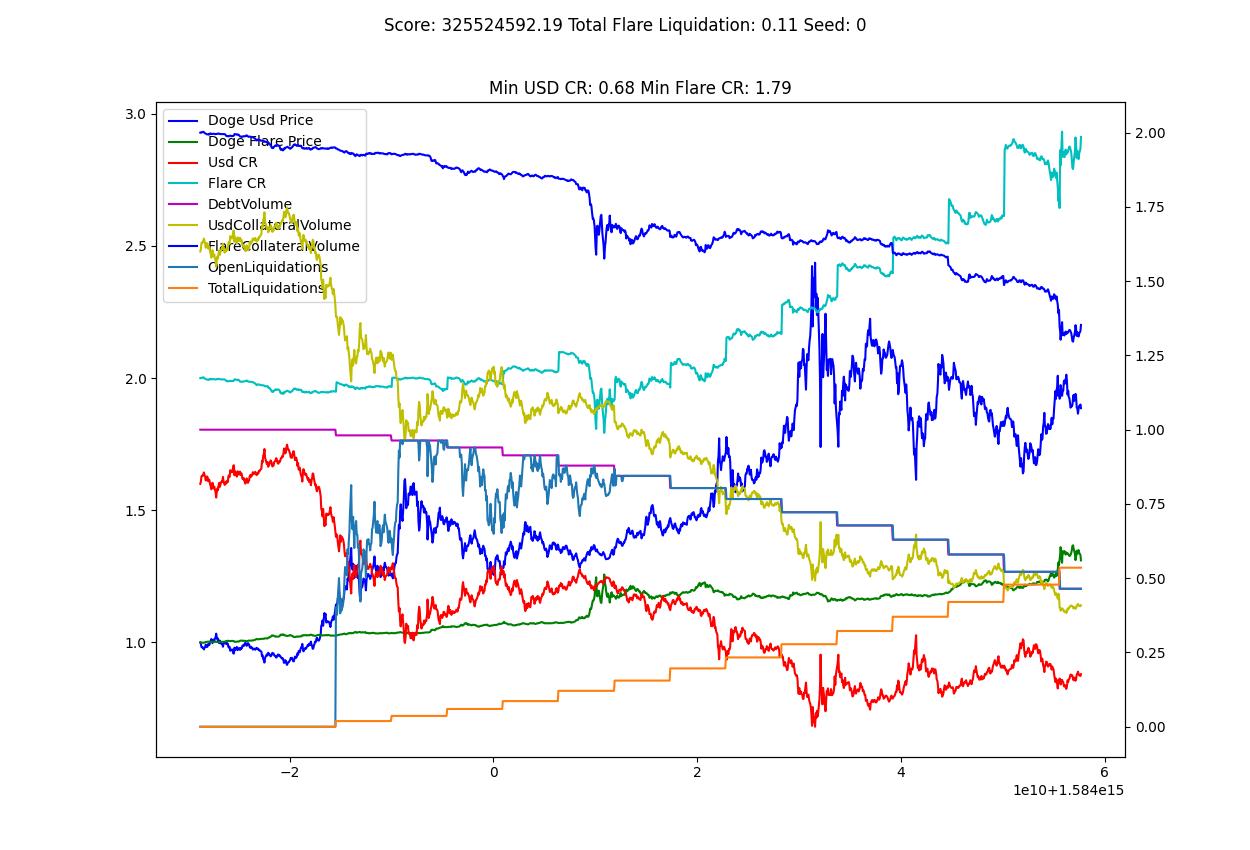 Score: 325524592.19 Total Flare Liquidation: 0.11 Seed: 0
Min USD CR: 0.68 Min Flare CR: 1.79
Doge Usd Price
Doge Flare Price
Usd CR
Flare CR
DebtVolume
UsdCollateralVolume
FlareCollateralVolume
OpenLiquidations
TotalLiquidations
3.0
2.5
2.0
1.5
1.0
2.00
1.75
1.50
1.25
1.00
0.75
0.50
0.25
0.00
−2
0
2
4
6
1e10+1.584e15